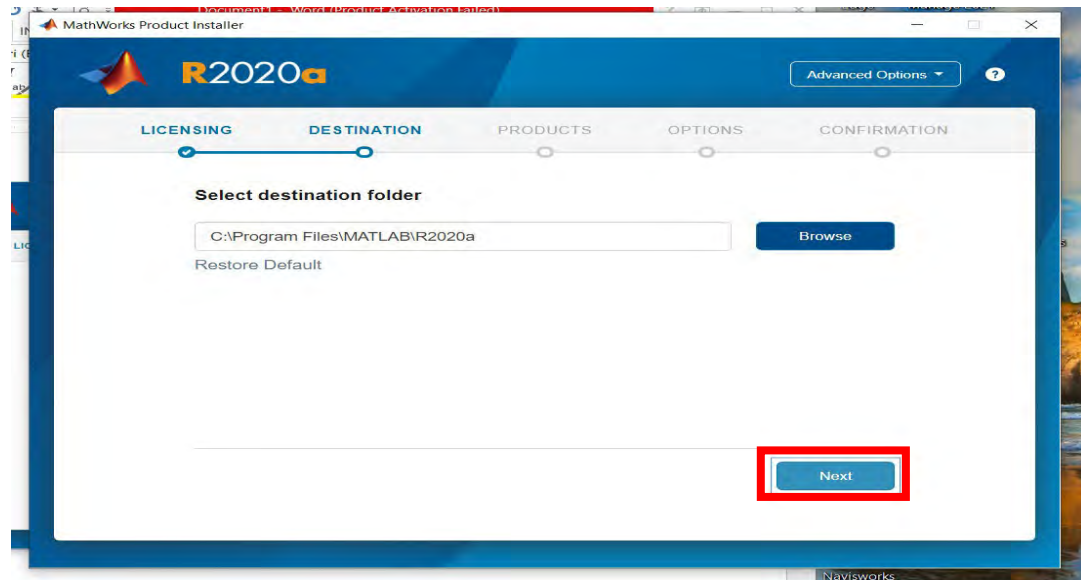 Document1 - Word (Product Activation Failed)
MathWorks Product Installer
R2020a
Advanced Options
?
LICENSING DESTINATION PRODUCTS OPTIONS CONFIRMATION
Select destination folder
C:\Program Files\MATLAB\R2020a
Browse
Restore Default
Next
Navisworks